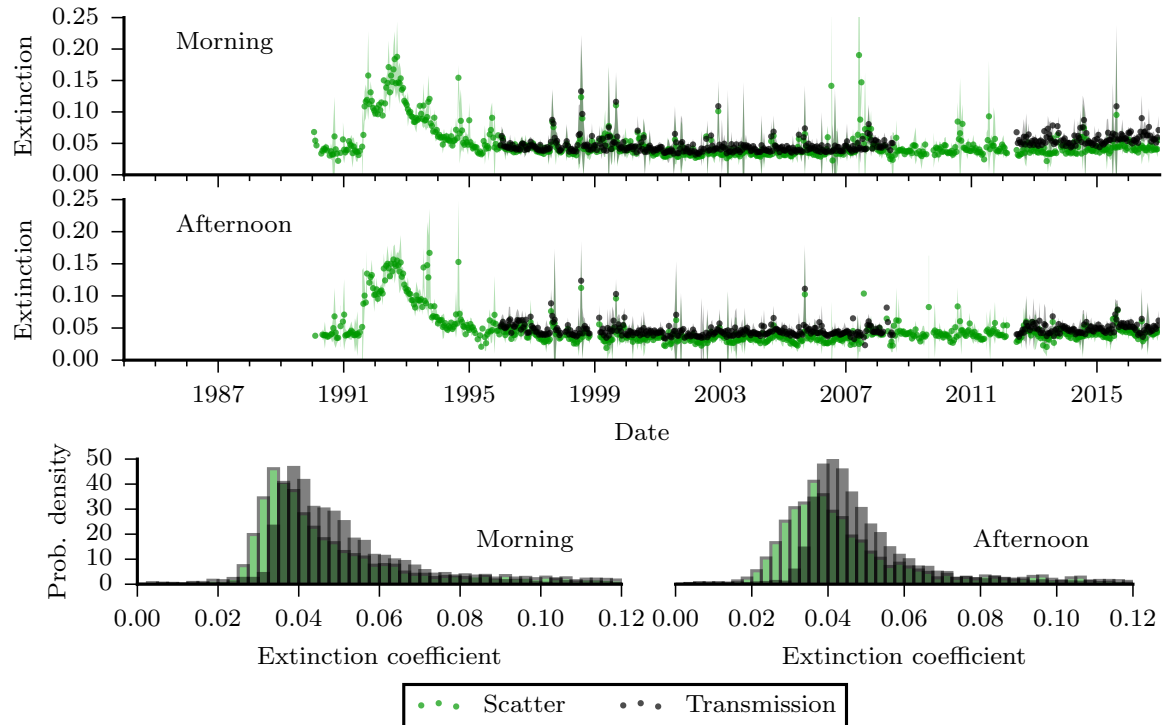 0.25
0.20
0.15
0.10
0.05
0.00
Extinction
Morning
0.25
0.20
0.15
0.10
0.05
0.00
Extinction
Afternoon
1987 1991 1995 1999 2003 2007 2011 2015
Date
50
40
30
20
10
0
Prob. density
Morning
Afternoon
0.00 0.02 0.04 0.06 0.08 0.10 0.12
0.00 0.02 0.04 0.06 0.08 0.10 0.12
Extinction coefficient
Extinction coefficient
Scatter
Transmission